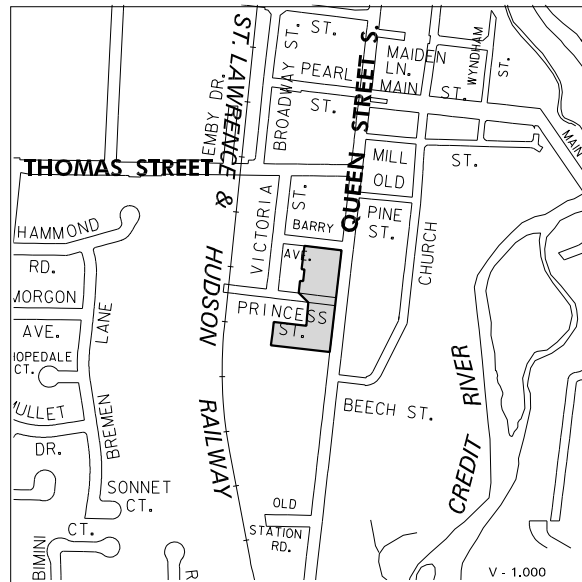 ST.
MAIDEN
LN.
WYNDHAM
ST.
PEARL
MAIN
ST.
ST.
MAIN
EMBY DR.
BROADWAY ST.
ST. LAWRENCE & HUDSON RAILWAY
QUEEN STREET S.
THOMAS STREET
MILL
ST.
OLD
PINE
ST.
CHURCH
VICTORIA
ST.
BARRY
AVE.
HAMMOND
RD.
MORGON
AVE.
LANE
BREMEN
HOPEDALE
CT.
MULLET
DR.
PRINCESS
ST.
BEECH ST.
CREDIT RIVER
SONNET
CT.
CT.
BIMINI
OLD
STATION
RD.
R
V - 1.000